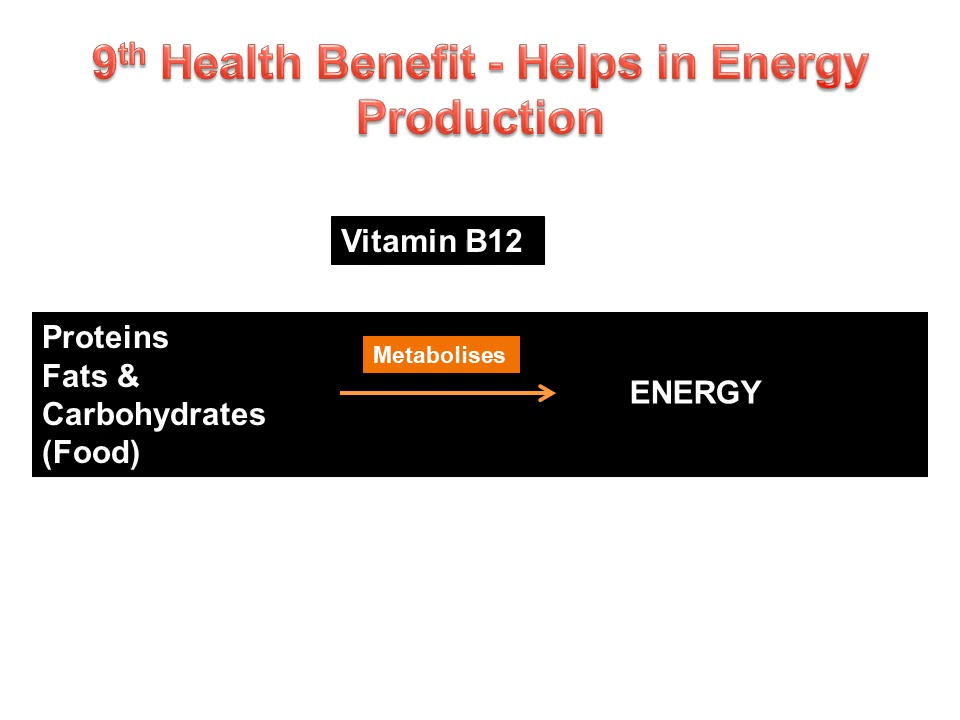 9th Health Benefit - Helps in Energy
Production
Vitamin B12
Proteins
Fats &
Carbohydrates
(Food)
Metabolises
ENERGY